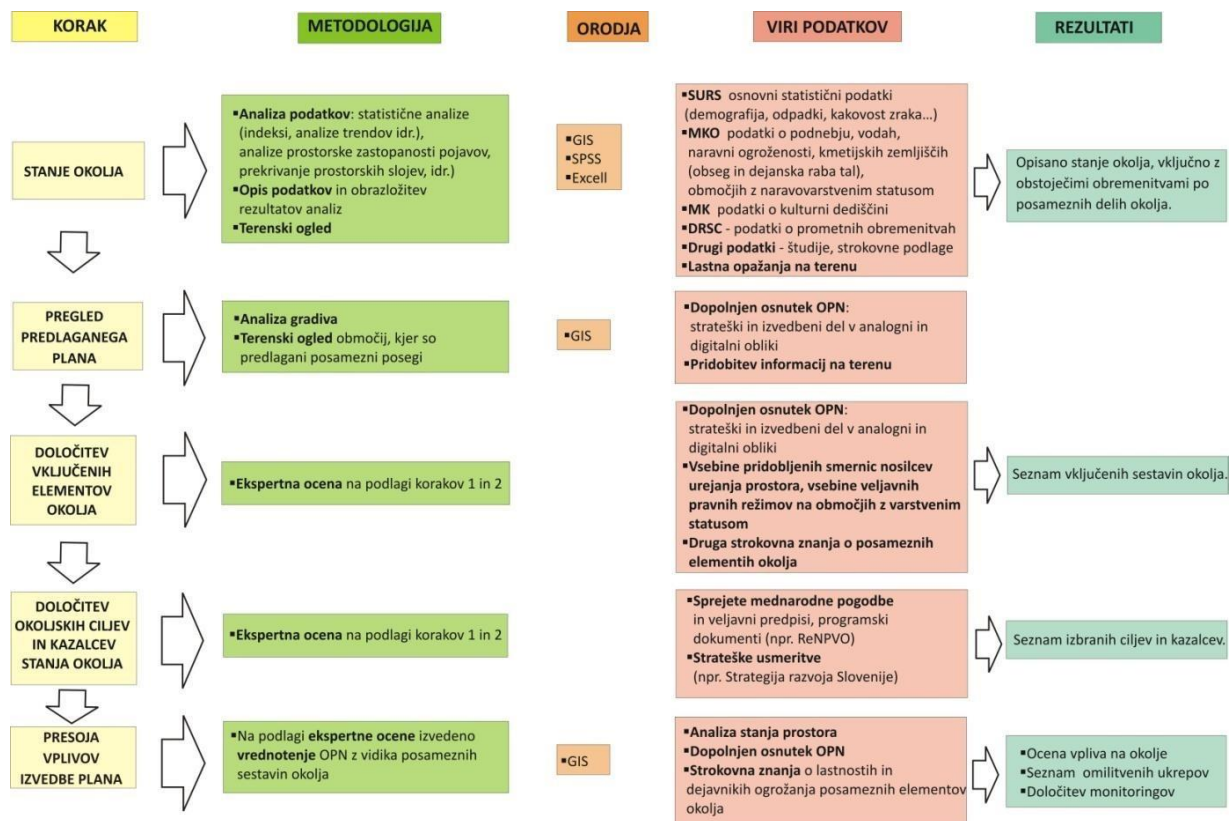 KORAK
METODOLOGIJA
ORODJA
VIRI PODATKOV
REZULTATI
STANJE OKOLJA
▪Analiza podatkov: statistične analize
(indeksi, analize trendov idr.),
analize prostorske zastopanosti pojavov,
prekrivanje prostorskih slojev, idr.)
▪Opis podatkov in obrazložitev
rezultatov analiz
▪Terenski ogled
▪GIS
▪SPSS
▪Excell
▪SURS osnovni statistični podatki
(demografija, odpadki, kakovost zraka...)
▪MKO podatki o podnebju, vodah,
naravni ogroženosti, kmetijskih zemljiščih
(obseg in dejanska raba tal),
območjih z naravovarstvenim statusom
▪MK podatki o kulturni dediščini
▪DRSC - podatki o prometnih obremenitvah
▪Drugi podatki - študije, strokovne podlage
▪Lastna opažanja na terenu
Opisano stanje okolja, vključno z
obstoječimi obremenitvami po
posameznih delih okolja.
PREGLED
PREDLAGANEGA
PLANA
▪Analiza gradiva
▪Terenski ogled območij, kjer so
predlagani posamezni posegi
▪GIS
▪Dopolnjen osnutek OPN:
strateški in izvedbeni del v analogni in
digitalni obliki
▪Pridobitev informacij na terenu
DOLOČITEV
VKLJUČENIH
ELEMENTOV
OKOLJA
▪Ekspertna ocena na podlagi korakov 1 in 2
▪Dopolnjen osnutek OPN:
strateški in izvedbeni del v analogni in
digitalni obliki
▪Vsebine pridobljenih smernic nosilcev
urejanja prostora, vsebine veljavnih
pravnih režimov na območjih z varstvenim
statusom
▪Druga strokovna znanja o posameznih
elementih okolja
Seznam vključenih sestavin okolja.
DOLOČITEV
OKOLJSKIH CILJEV
IN KAZALCEV
STANJA OKOLJA
▪Ekspertna ocena na podlagi korakov 1 in 2
▪Sprejete mednarodne pogodbe
in veljavni predpisi, programski
dokumenti (npr. ReNPVO)
▪Strateške usmeritve
(npr. Strategija razvoja Slovenije)
Seznam izbranih ciljev in kazalcev.
PRESOJA
VPLIVOV
IZVEDBE PLANA
▪Na podlagi ekspertne ocene izvedeno
vrednotenje OPN z vidika posameznih
sestavin okolja
▪GIS
▪Analiza stanja prostora
▪Dopolnjen osnutek OPN
▪Strokovna znanja o lastnostih in
dejavnikih ogrožanja posameznih elementov
okolja
▪Ocena vpliva na okolje
▪Seznam omilitvenih ukrepov
▪Določitev monitoringov